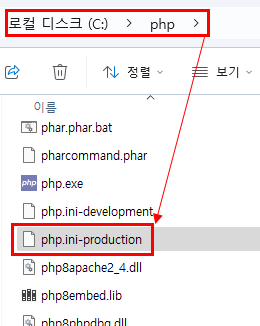 로컬 디스크 (C:) > php >
정렬 보기
이름
phar.phar.bat
pharcommand.phar
php php.exe
php.ini-development
php.ini-production
php8apache2_4.dll
php8embed.lib
php8phpdbg.dll